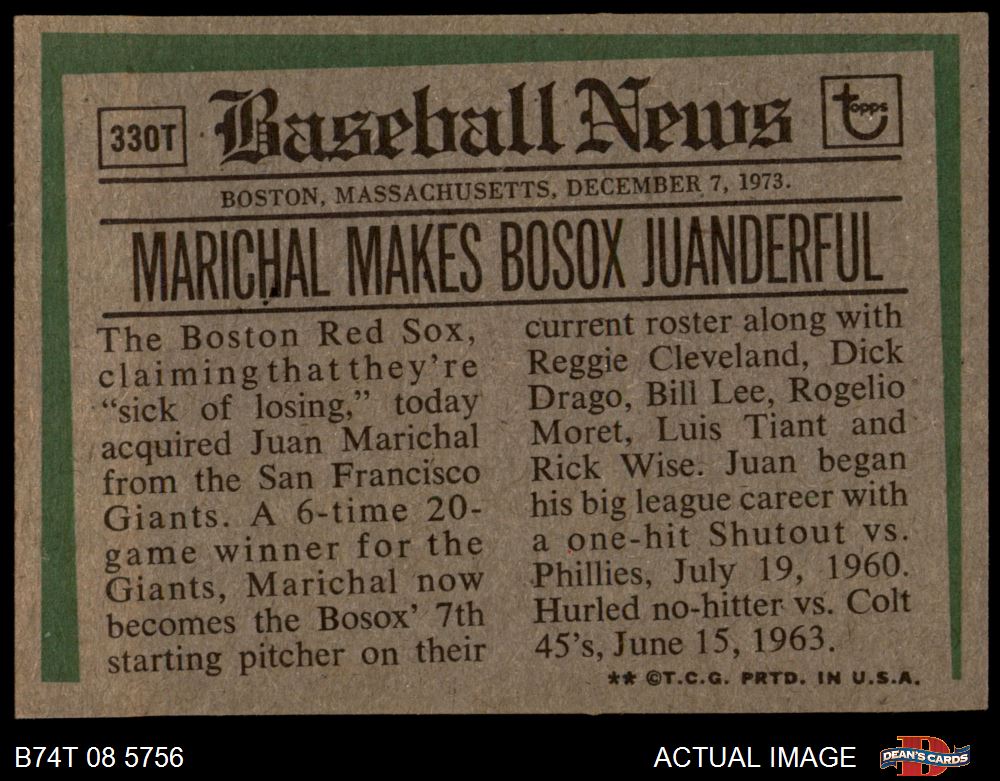 330T
Baseball News
topps
BOSTON, MASSACHUSETTS, DECEMBER 7, 1973.
MARICHAL MAKES BOSOX JUANDERFUL
The Boston Red Sox,
claiming that they're
“sick of losing,” today
acquired Juan Marichal
from the San Francisco
Giants. A 6-time 20-
game winner for the
Giants, Marichal now
becomes the Bosox' 7th
starting pitcher on their
current roster along with
Reggie Cleveland, Dick
Drago, Bill Lee, Rogelio
Moret, Luis Tiant and
Rick Wise. Juan began
his big league career with
a one-hit Shutout vs.
Phillies, July 19, 1960.
Hurled no-hitter vs. Colt
45's, June 15, 1963.
** ©T.C.G. PRTD. IN U.S.A.
B74T 08 5756
ACTUAL IMAGE
DEAN'S CARDS